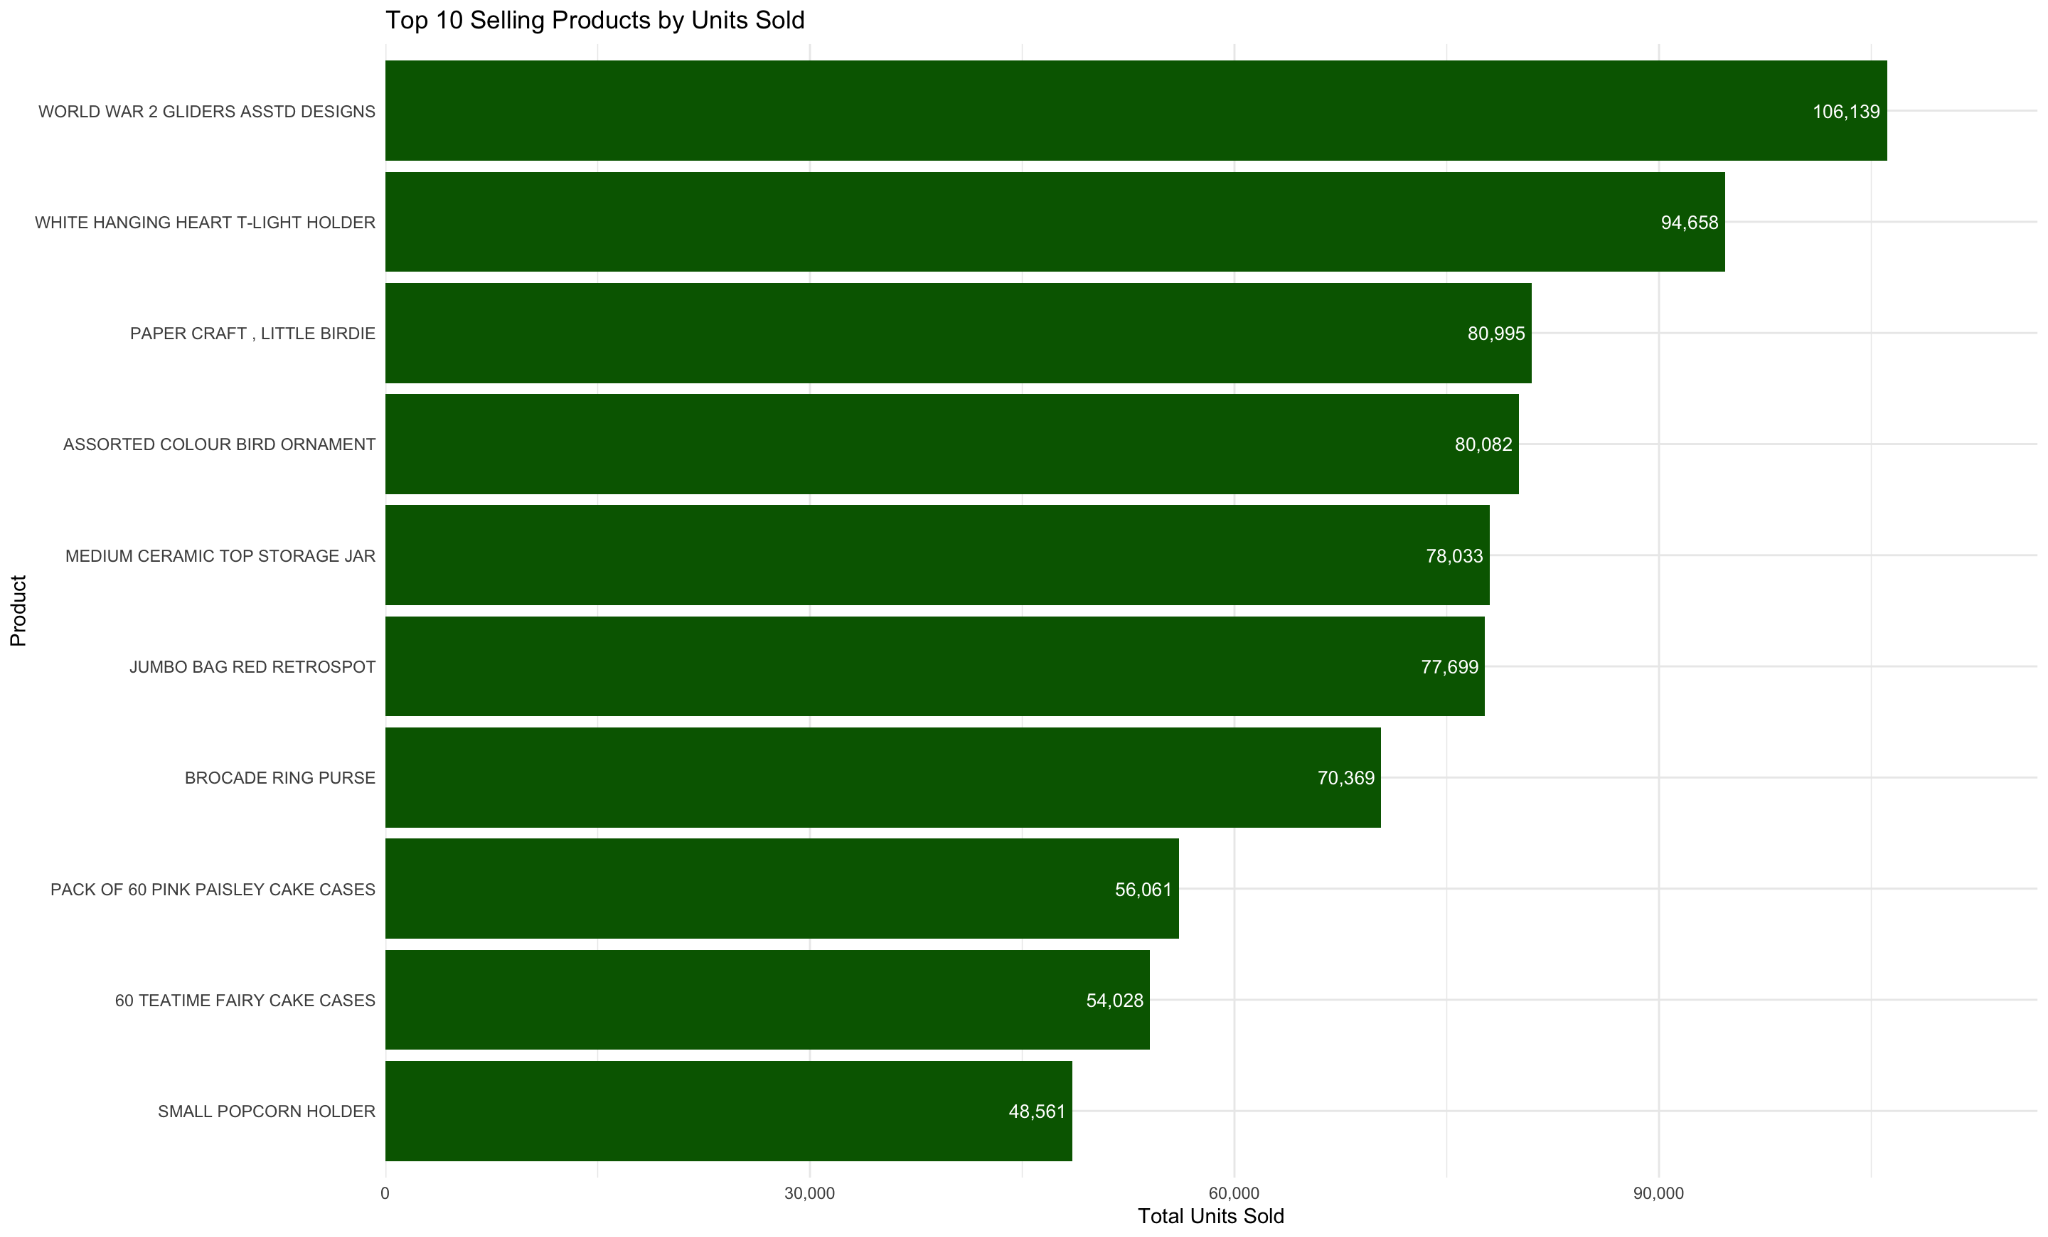 Top 10 Selling Products by Units Sold
WORLD WAR 2 GLIDERS ASSTD DESIGNS
106,139
WHITE HANGING HEART T-LIGHT HOLDER
94,658
PAPER CRAFT , LITTLE BIRDIE
80,995
ASSORTED COLOUR BIRD ORNAMENT
80,082
MEDIUM CERAMIC TOP STORAGE JAR
78,033
JUMBO BAG RED RETROSPOT
77,699
BROCADE RING PURSE
70,369
PACK OF 60 PINK PAISLEY CAKE CASES
56,061
60 TEATIME FAIRY CAKE CASES
54,028
SMALL POPCORN HOLDER
48,561
Product
0
30,000
60,000
90,000
Total Units Sold